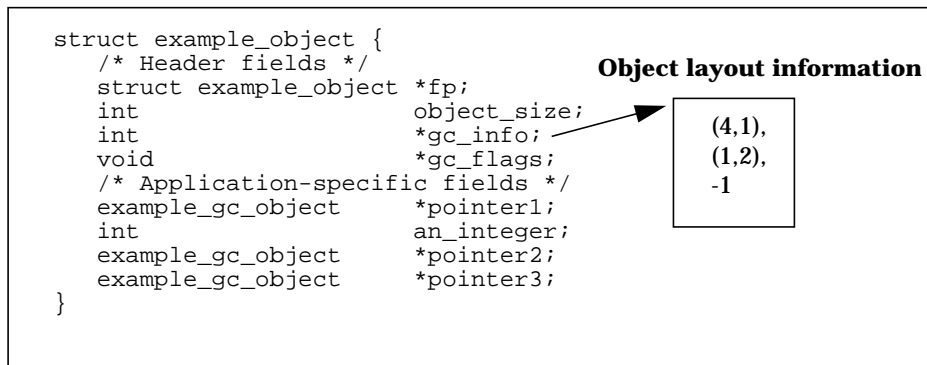 struct example_object {
/* Header fields */
struct example_object *fp;
int object_size;
int *gc_info;
void *gc_flags;
/* Application-specific fields */
example_gc_object *pointer1;
int an_integer;
example_gc_object *pointer2;
example_gc_object *pointer3;
}
Object layout information
(4,1),
(1,2),
-1